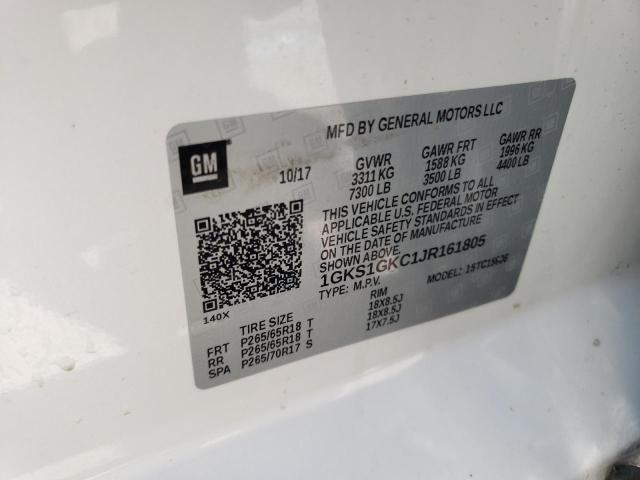 MFD BY GENERAL MOTORS LLC
GM
10/17
GVWR GAWR FRT GAWR RR
3311 KG 1588 KG 1996 KG
7300 LB 3500 LB 4400 LB
THIS VEHICLE CONFORMS TO ALL
APPLICABLE U.S. FEDERAL MOTOR
VEHICLE SAFETY STANDARDS IN EFFECT
ON THE DATE OF MANUFACTURE
SHOWN ABOVE.
1GKS1GKC1JR161805
TYPE: M.P.V. MODEL:
140X
TIRE SIZE RIM
FRT P265/65R18 T 18X8.5J
RR P265/65R18 T 18X8.5J
SPA P265/70R17 S 17X7.5J